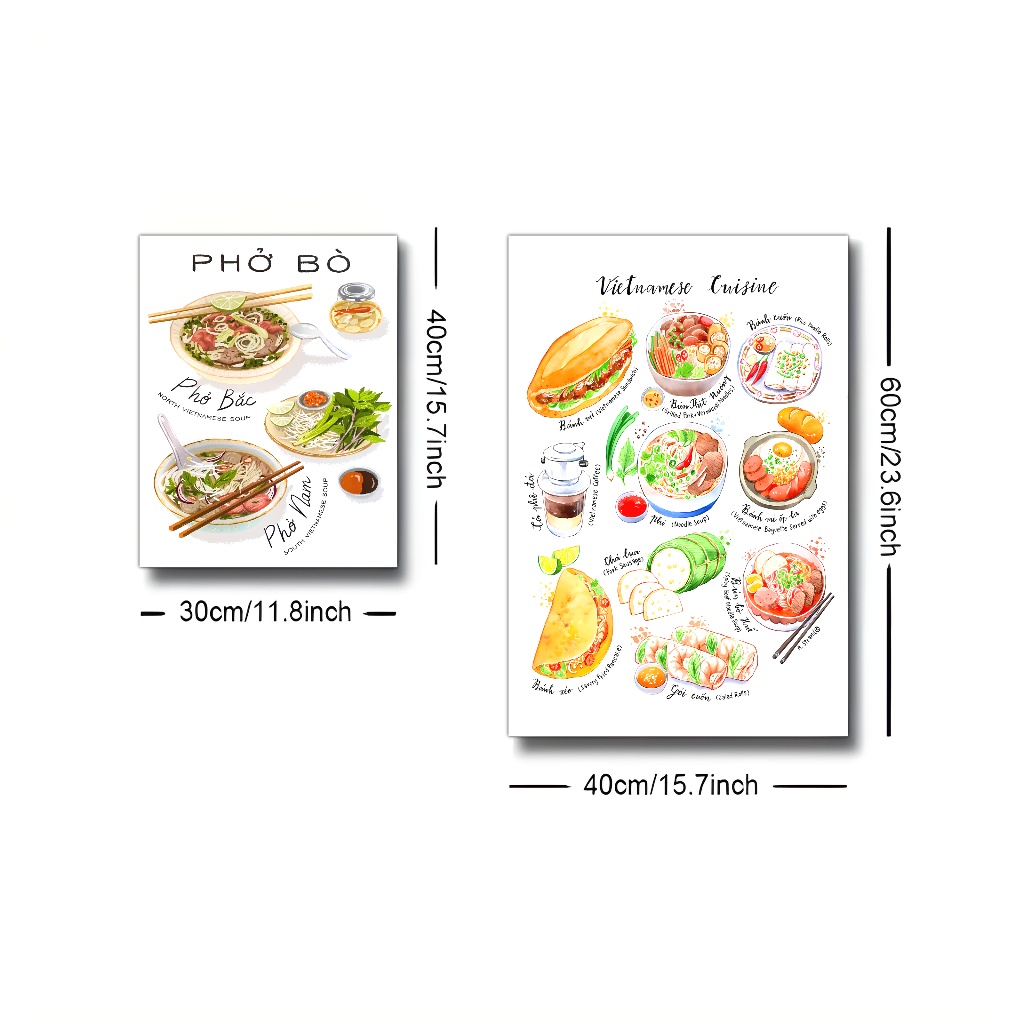 PHỞ BÒ
Phở Bắc
NORTH VIETNAMESE SOUP
Phở Nam
SOUTH VIETNAMESE SOUP
40cm/15.7inch
30cm/11.8inch
Vietnamese Cuisine
Bánh mì (Vietnamese Sandwich)
Bún Thịt Nướng
(Grilled Pork & Vermicelli Noodles)
Bánh cuốn (Rice Noodle Rolls)
Cà phê đá
(Vietnamese Coffee)
Phở (Noodle Soup)
Bánh mì ốp la
(Vietnamese Baguette Served with eggs)
Chả lụa
(Pork Sausage)
Bún bò Huế
(Spicy Beef Noodle Soup)
Bánh xèo (Savory Fried Pancake)
Gỏi cuốn (Salad Rolls)
60cm/23.6inch
40cm/15.7inch